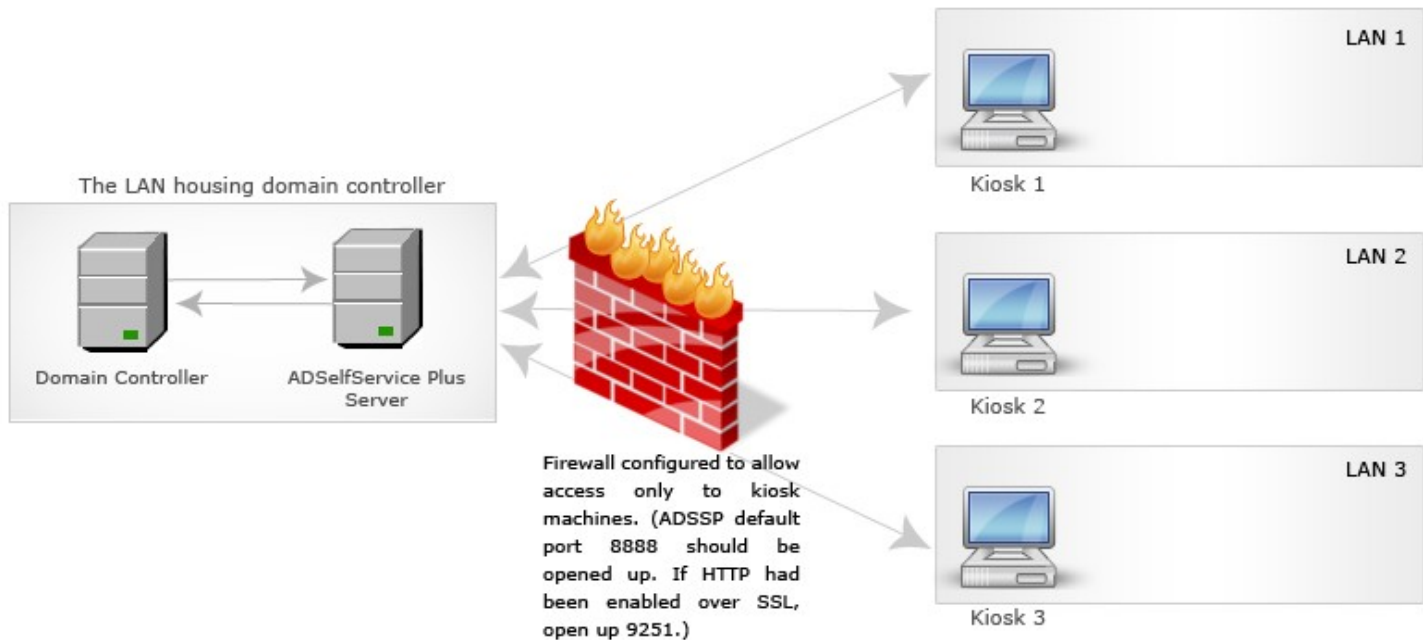 The LAN housing domain controller
Domain Controller
ADSelfService Plus
Server
Firewall configured to allow
access only to kiosk
machines. (ADSSP default
port 8888 should be
opened up. If HTTP had
been enabled over SSL,
open up 9251.)
LAN 1
Kiosk 1
LAN 2
Kiosk 2
LAN 3
Kiosk 3